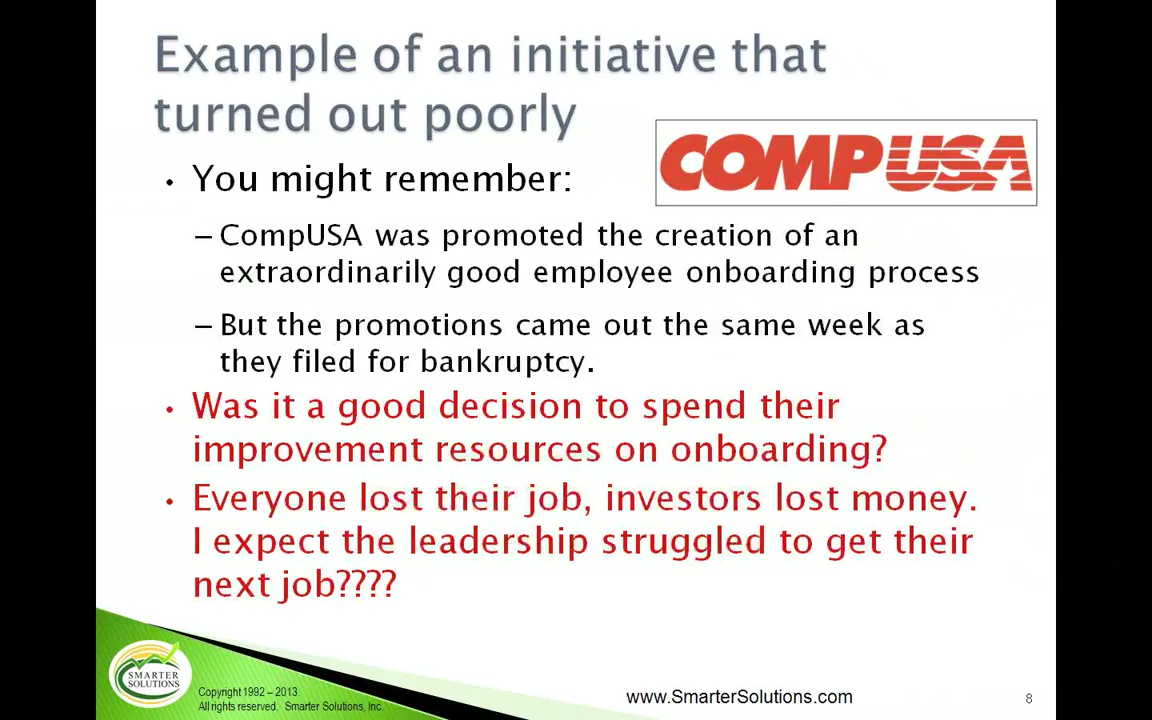 Example of an initiative that
turned out poorly
COMPUSA
• You might remember:
– CompUSA was promoted the creation of an
extraordinarily good employee onboarding process
– But the promotions came out the same week as
they filed for bankruptcy.
• Was it a good decision to spend their
improvement resources on onboarding?
• Everyone lost their job, investors lost money.
I expect the leadership struggled to get their
next job????
SMARTER
SOLUTIONS
Copyright 1992 – 2013.
All rights reserved. Smarter Solutions, Inc.
www.SmarterSolutions.com
8